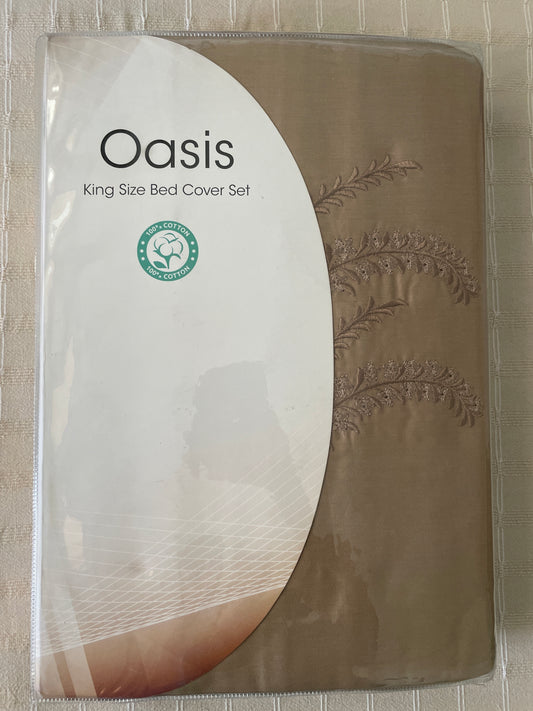 Oasis
King Size Bed Cover Set
100% COTTON
100% COTTON